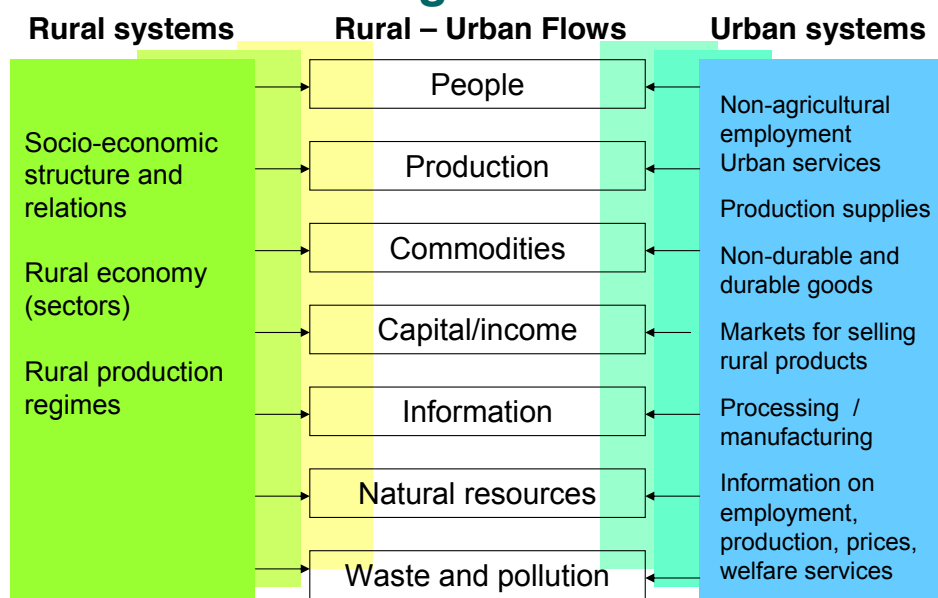 Rural systems
Rural – Urban Flows
Urban systems
Socio-economic
structure and
relations
Rural economy
(sectors)
Rural production
regimes
People
Production
Commodities
Capital/income
Information
Natural resources
Waste and pollution
Non-agricultural
employment
Urban services
Production supplies
Non-durable and
durable goods
Markets for selling
rural products
Processing /
manufacturing
Information on
employment,
production, prices,
welfare services